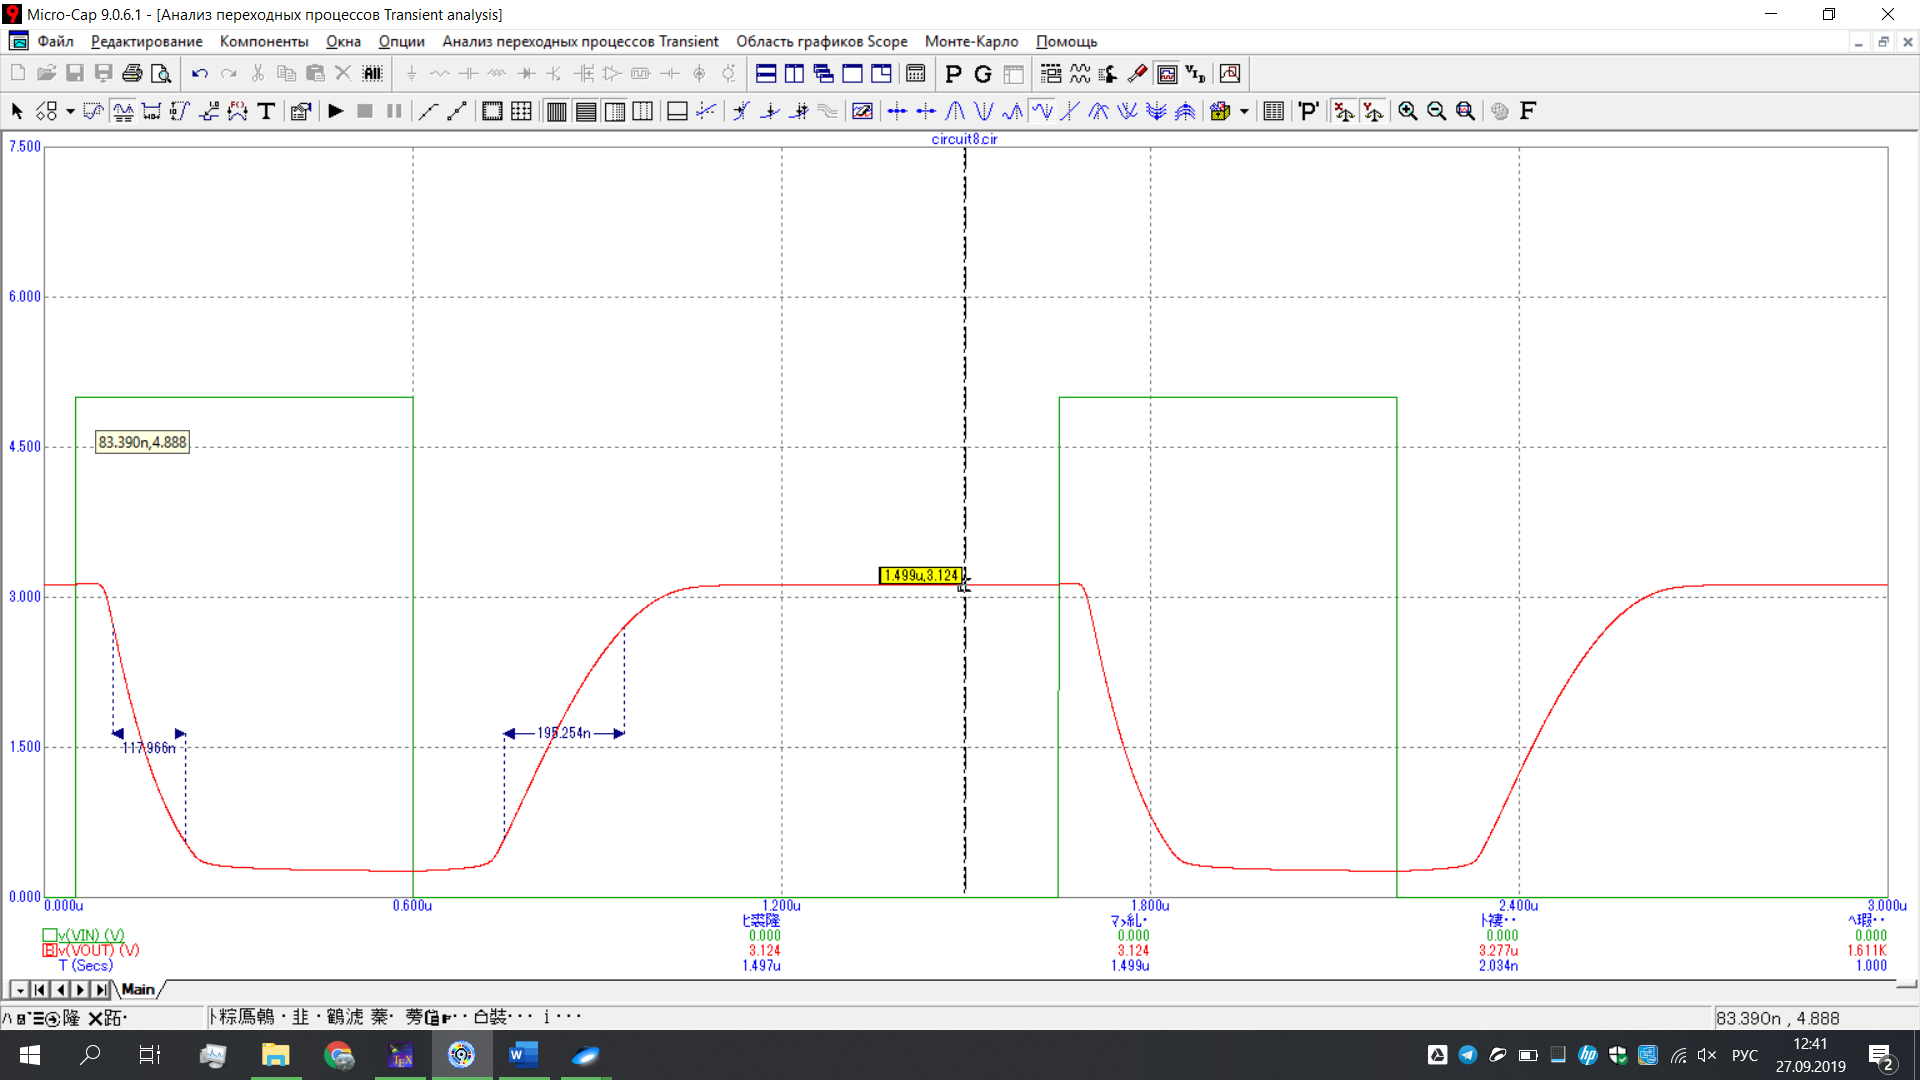 Micro-Cap 9.0.6.1 - [Анализ переходных процессов Transient analysis]
Файл Редактирование Компоненты Окна Опции Анализ переходных процессов Transient Область графиков Scope Монте-Карло Помощь
P G
T 'P' F
circuit8.cir
7.500
6.000
4.500
3.000
1.500
0.000
83.390n,4.888
1.499u,3.124
117.966n
195.254n
0.000u 0.600u 1.200u 1.800u 2.400u 3.000u
v(VIN) (V) 0.000 0.000 0.000 0.000
v(VOUT) (V) 3.124 3.124 3.277u 1.611K
T (Secs) 1.497u 1.499u 2.034n 1.000
Main
83.390n , 4.888
РУС
12:41
27.09.2019
2